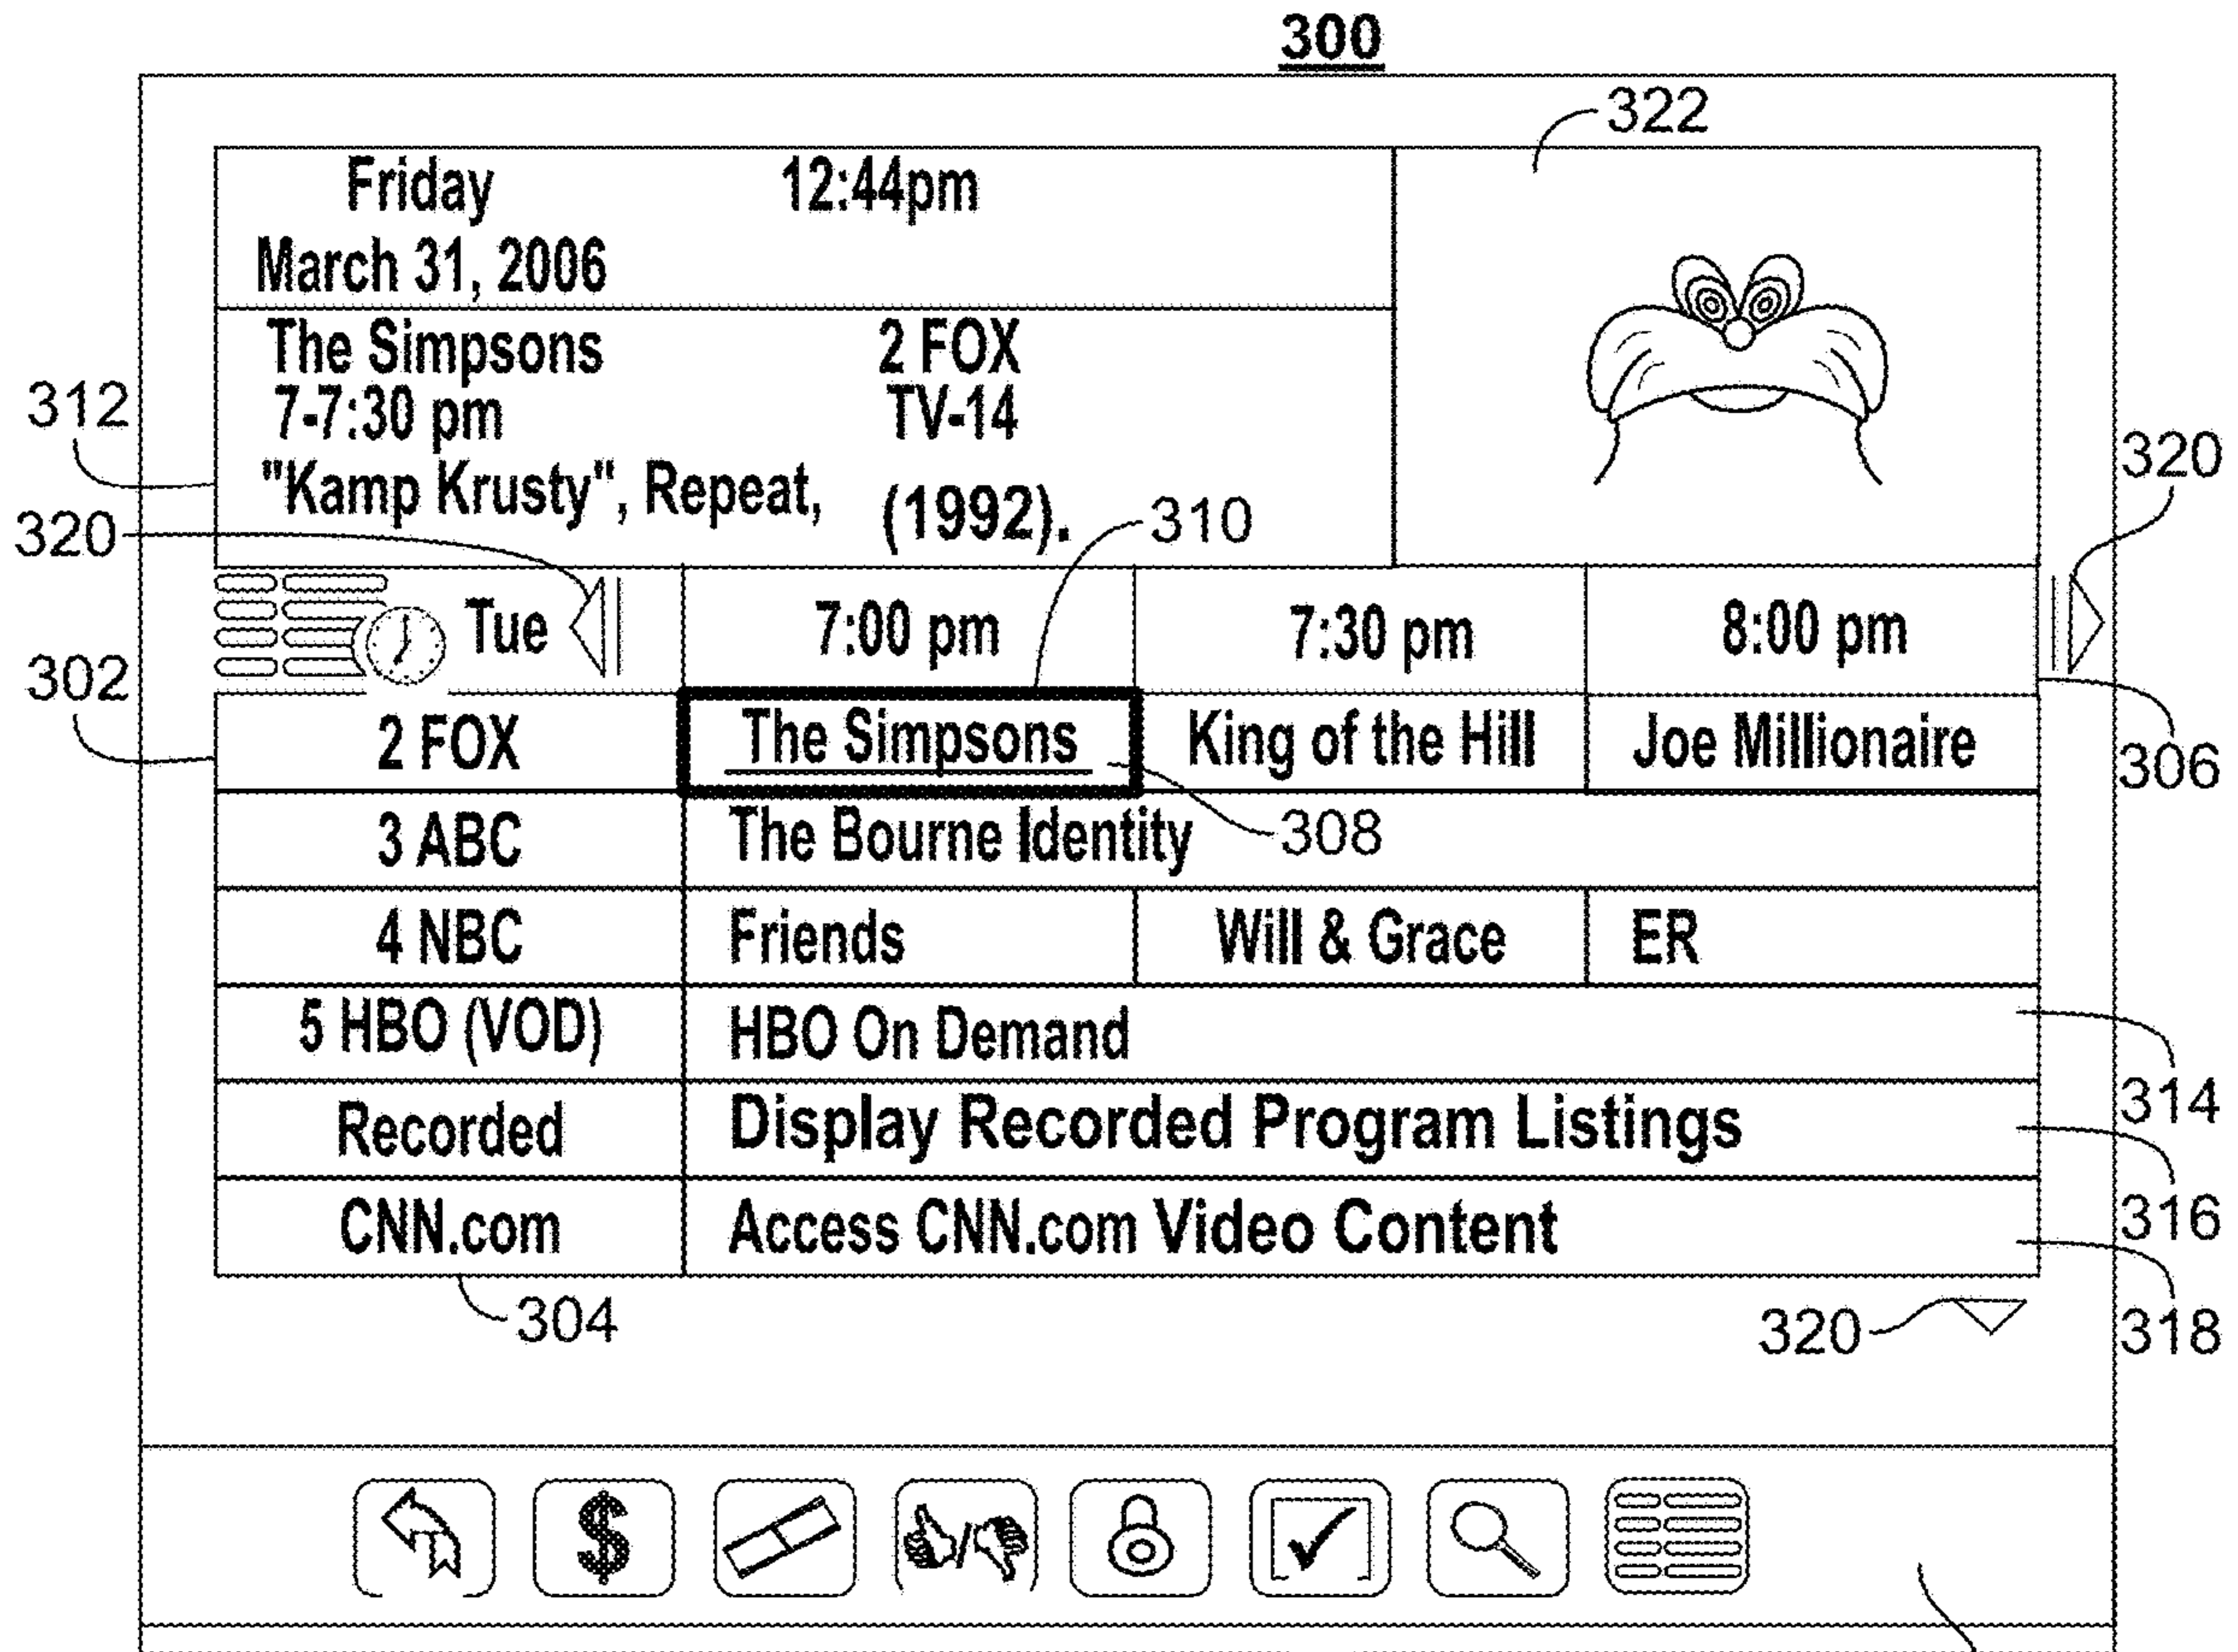 300
322
Friday 12:44pm
March 31, 2006
The Simpsons 2 FOX
312
7-7:30 pm TV-14
320
"Kamp Krusty", Repeat, (1992).
310
320
Tue 7:00 pm 7:30 pm 8:00 pm
302
2 FOX The Simpsons King of the Hill Joe Millionaire
306
3 ABC The Bourne Identity
308
4 NBC Friends Will & Grace ER
5 HBO (VOD) HBO On Demand
314
Recorded Display Recorded Program Listings
316
CNN.com Access CNN.com Video Content
304
320
318
$
/